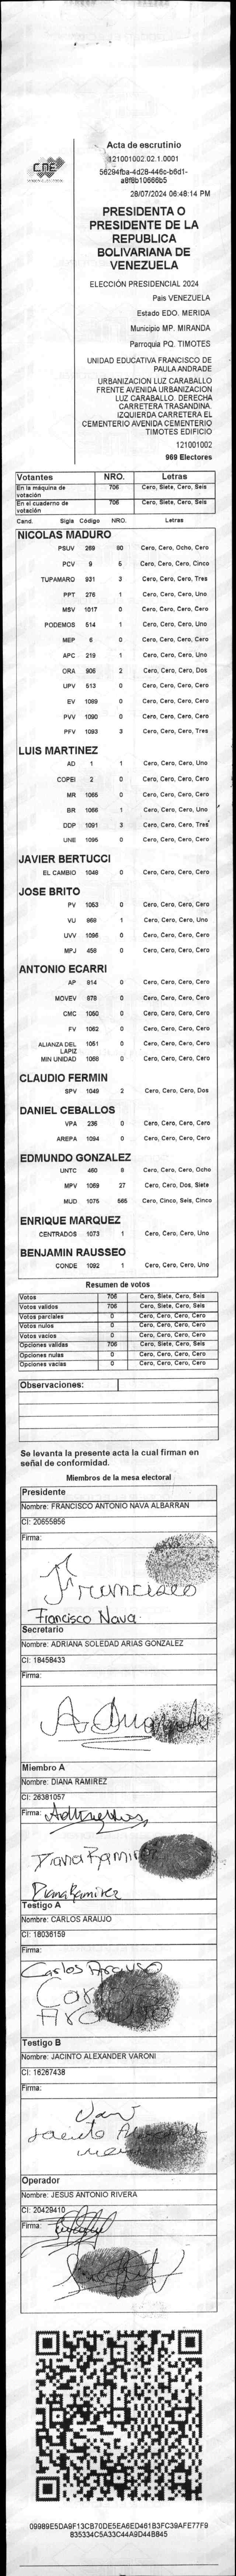 CNE
Acta de escrutinio
121001002.02.1.0001
56294fba-4d28-446c-b6d1-
a8f8b10666b5
28/07/2024 06:48:14 PM
PRESIDENTA O
PRESIDENTE DE LA
REPUBLICA
BOLIVARIANA DE
VENEZUELA
ELECCIÓN PRESIDENCIAL 2024
Pais VENEZUELA
Estado EDO. MERIDA
Municipio MP. MIRANDA
Parroquia PQ. TIMOTES
UNIDAD EDUCATIVA FRANCISCO DE
PAULA ANDRADE
URBANIZACION LUZ CARABALLO
FRENTE AVENIDA URBANIZACION
LUZ CARABALLO. DERECHA
CARRETERA TRASANDINA.
IZQUIERDA CARRETERA EL
CEMENTERIO AVENIDA CEMENTERIO
TIMOTES EDIFICIO
121001002
969 Electores
Votantes NRO. Letras
En la máquina de votación 706 Cero, Siete, Cero, Seis
En el cuaderno de votación 706 Cero, Siete, Cero, Seis
Cand. Sigla Código NRO. Letras
NICOLAS MADURO
PSUV 269 80 Cero, Cero, Ocho, Cero
PCV 9 5 Cero, Cero, Cero, Cinco
TUPAMARO 931 3 Cero, Cero, Cero, Tres
PPT 276 1 Cero, Cero, Cero, Uno
MSV 1017 0 Cero, Cero, Cero, Cero
PODEMOS 514 1 Cero, Cero, Cero, Uno
MEP 6 0 Cero, Cero, Cero, Cero
APC 219 1 Cero, Cero, Cero, Uno
ORA 906 2 Cero, Cero, Cero, Dos
UPV 513 0 Cero, Cero, Cero, Cero
EV 1089 0 Cero, Cero, Cero, Cero
PVV 1090 0 Cero, Cero, Cero, Cero
PFV 1093 3 Cero, Cero, Cero, Tres
LUIS MARTINEZ
AD 1 1 Cero, Cero, Cero, Uno
COPEI 2 0 Cero, Cero, Cero, Cero
MR 1065 0 Cero, Cero, Cero, Cero
BR 1066 1 Cero, Cero, Cero, Uno
DDP 1091 3 Cero, Cero, Cero, Tres
UNE 1095 0 Cero, Cero, Cero, Cero
JAVIER BERTUCCI
EL CAMBIO 1048 0 Cero, Cero, Cero, Cero
JOSE BRITO
PV 1053 0 Cero, Cero, Cero, Cero
VU 968 1 Cero, Cero, Cero, Uno
UVV 1096 0 Cero, Cero, Cero, Cero
MPJ 458 0 Cero, Cero, Cero, Cero
ANTONIO ECARRI
AP 814 0 Cero, Cero, Cero, Cero
MOVEV 878 0 Cero, Cero, Cero, Cero
CMC 1050 0 Cero, Cero, Cero, Cero
FV 1062 0 Cero, Cero, Cero, Cero
ALIANZA DEL LAPIZ 1051 0 Cero, Cero, Cero, Cero
MIN UNIDAD 1068 0 Cero, Cero, Cero, Cero
CLAUDIO FERMIN
SPV 1049 2 Cero, Cero, Cero, Dos
DANIEL CEBALLOS
VPA 236 0 Cero, Cero, Cero, Cero
AREPA 1094 0 Cero, Cero, Cero, Cero
EDMUNDO GONZALEZ
UNTC 460 8 Cero, Cero, Cero, Ocho
MPV 1069 27 Cero, Cero, Dos, Siete
MUD 1075 565 Cero, Cinco, Seis, Cinco
ENRIQUE MARQUEZ
CENTRADOS 1073 1 Cero, Cero, Cero, Uno
BENJAMIN RAUSSEO
CONDE 1092 1 Cero, Cero, Cero, Uno
Resumen de votos
Votos 706 Cero, Siete, Cero, Seis
Votos validos 706 Cero, Siete, Cero, Seis
Votos parciales 0 Cero, Cero, Cero, Cero
Votos nulos 0 Cero, Cero, Cero, Cero
Votos vacios 0 Cero, Cero, Cero, Cero
Opciones validas 706 Cero, Siete, Cero, Seis
Opciones nulas 0 Cero, Cero, Cero, Cero
Opciones vacias 0 Cero, Cero, Cero, Cero
Observaciones:
Se levanta la presente acta la cual firman en
señal de conformidad.
Miembros de la mesa electoral
Presidente
Nombre: FRANCISCO ANTONIO NAVA ALBARRAN
CI: 20655856
Firma:
Francisco
Francisco Nava
Secretario
Nombre: ADRIANA SOLEDAD ARIAS GONZALEZ
CI: 18458433
Firma:
Miembro A
Nombre: DIANA RAMIREZ
CI: 26381057
Firma:
Diana Ramirez
Diana Ramirez
Testigo A
Nombre: CARLOS ARAUJO
CI: 18036159
Firma:
Carlos Araujo
Testigo B
Nombre: JACINTO ALEXANDER VARONI
CI: 16267438
Firma:
Operador
Nombre: JESUS ANTONIO RIVERA
CI: 20429410
Firma:
09989E5DA9F13CB70DE5EA6ED461B3FC39AFE77F9
835334C5A33C44A9D44B845